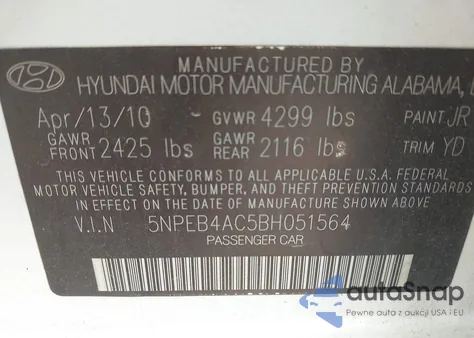 MANUFACTURED BY
HYUNDAI MOTOR MANUFACTURING ALABAMA,
Apr/13/10 GVWR 4299 lbs PAINT JR
GAWR FRONT 2425 lbs GAWR REAR 2116 lbs TRIM YD
THIS VEHICLE CONFORMS TO ALL APPLICABLE U.S.A. FEDERAL
MOTOR VEHICLE SAFETY, BUMPER, AND THEFT PREVENTION STANDARDS
IN EFFECT ON THE DATE OF MANUFACTURE SHOWN ABOVE.
V.I.N 5NPEB4AC5BH051564
PASSENGER CAR
autoSnap
Pewne auta z aukcji USA i EU